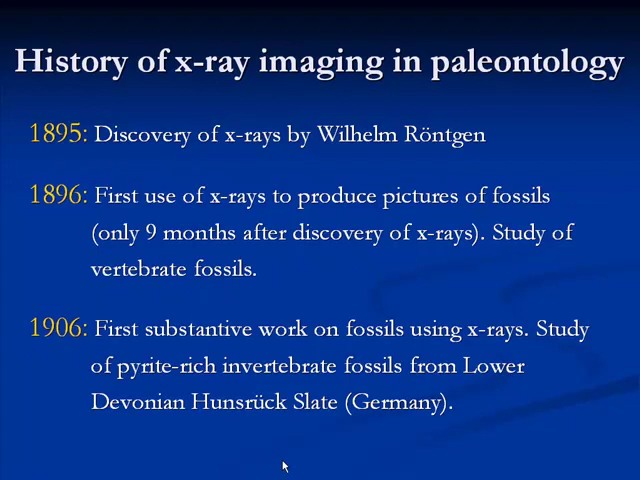 History of x-ray imaging in paleontology
1895: Discovery of x-rays by Wilhelm Röntgen
1896: First use of x-rays to produce pictures of fossils
(only 9 months after discovery of x-rays). Study of
vertebrate fossils.
1906: First substantive work on fossils using x-rays. Study
of pyrite-rich invertebrate fossils from Lower
Devonian Hunsrück Slate (Germany).